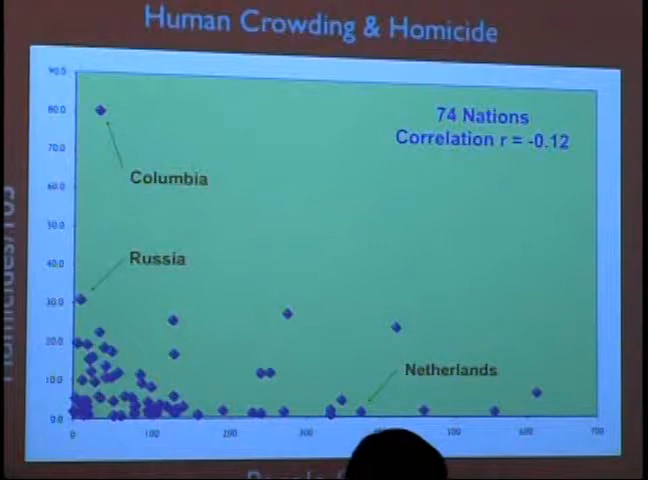 Human Crowding & Homicide
90.0
80.0
70.0
60.0
50.0
40.0
30.0
20.0
10.0
0.0
74 Nations
Correlation r = -0.12
Columbia
Russia
Netherlands
0
100
200
300
500
600
700
Homicides/105